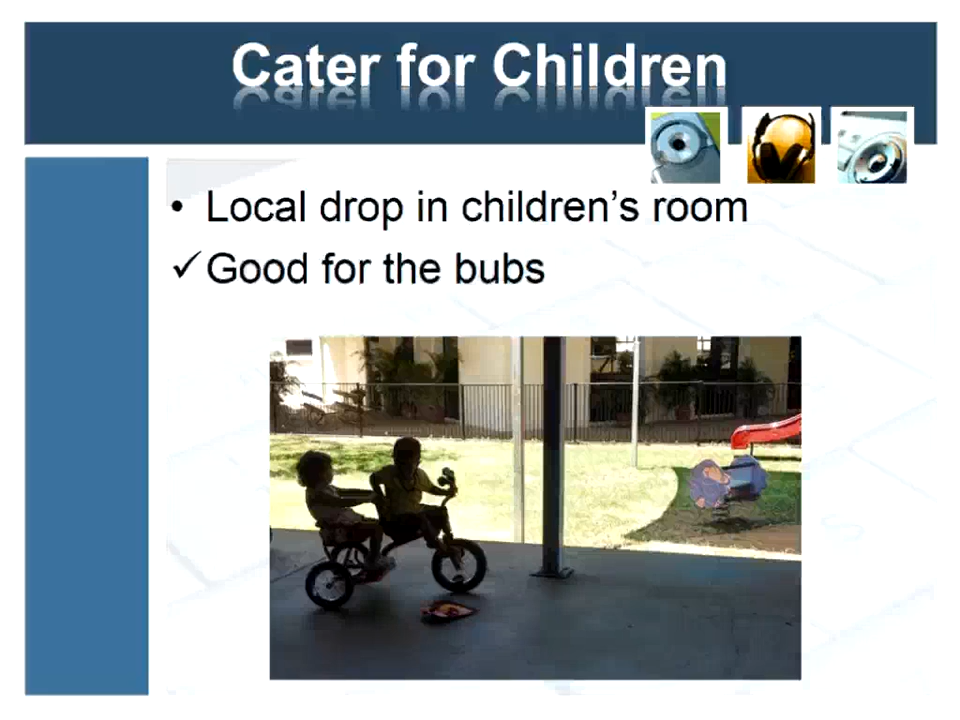 Cater for Children
• Local drop in children's room
✓ Good for the bubs